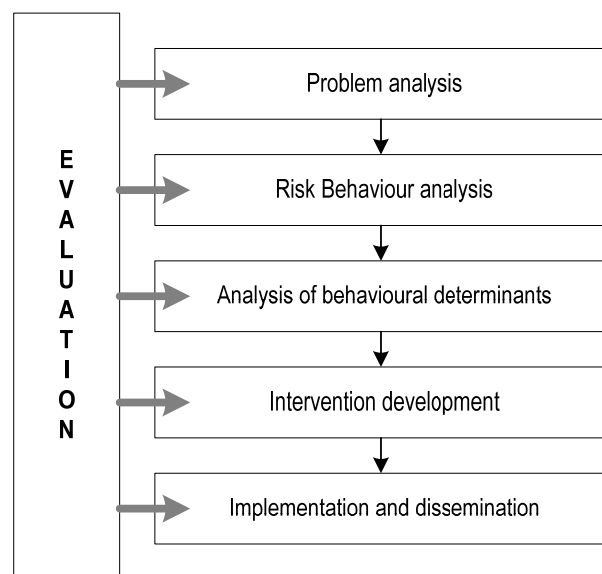 EVALUATION
Problem analysis
Risk Behaviour analysis
Analysis of behavioural determinants
Intervention development
Implementation and dissemination